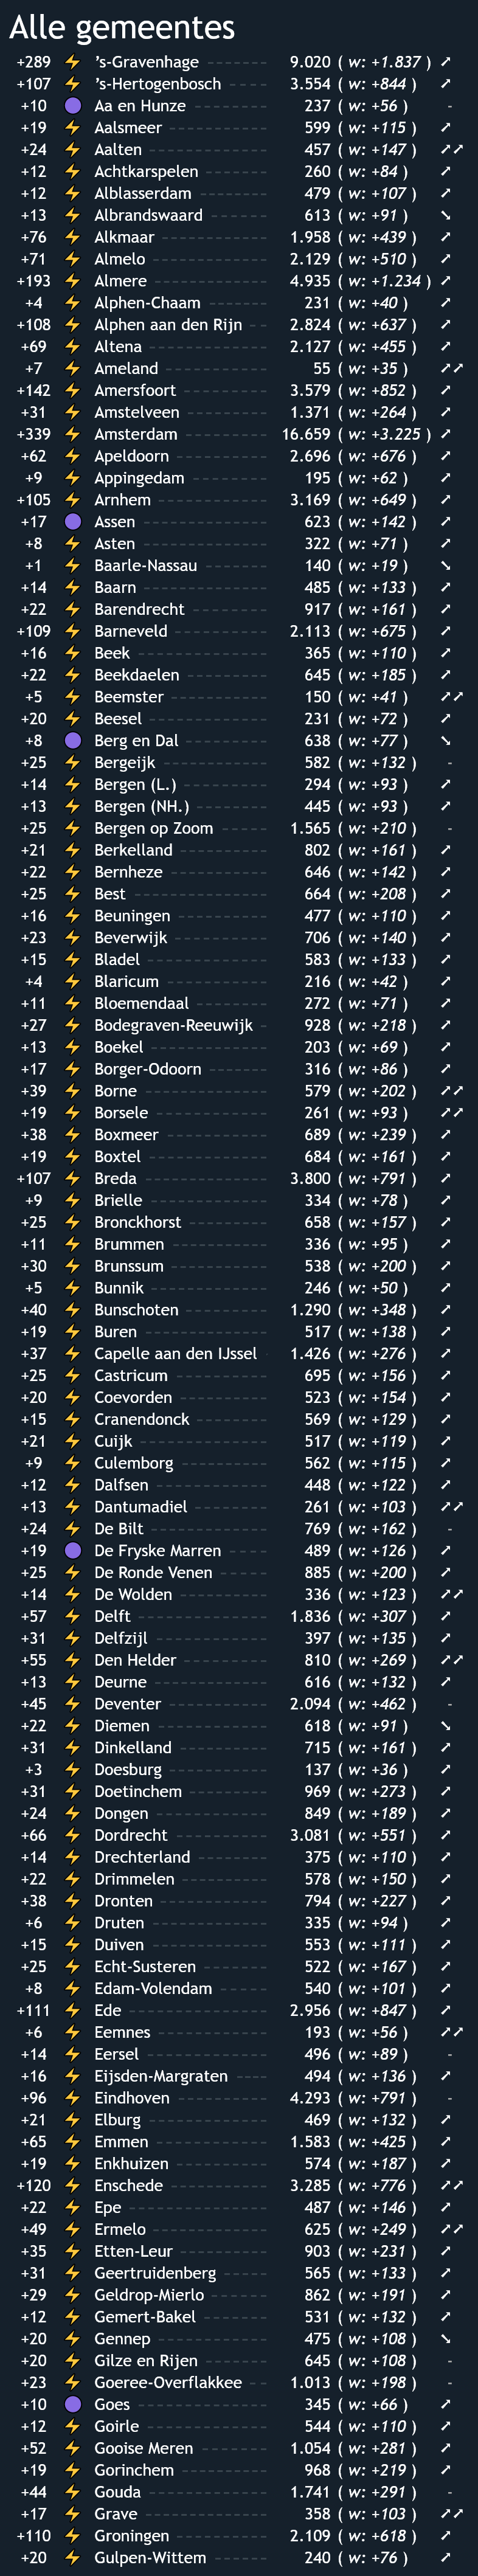 Alle gemeentes
+289 ⚡ ’s-Gravenhage 9.020 ( w: +1.837 ) ➚
+107 ⚡ ’s-Hertogenbosch 3.554 ( w: +844 ) ➚
+10 🟣 Aa en Hunze 237 ( w: +56 ) -
+19 ⚡ Aalsmeer 599 ( w: +115 ) ➚
+24 ⚡ Aalten 457 ( w: +147 ) ➚➚
+12 ⚡ Achtkarspelen 260 ( w: +84 ) ➚
+12 ⚡ Alblasserdam 479 ( w: +107 ) ➚
+13 ⚡ Albrandswaard 613 ( w: +91 ) ➘
+76 ⚡ Alkmaar 1.958 ( w: +439 ) ➚
+71 ⚡ Almelo 2.129 ( w: +510 ) ➚
+193 ⚡ Almere 4.935 ( w: +1.234 ) ➚
+4 ⚡ Alphen-Chaam 231 ( w: +40 ) ➚
+108 ⚡ Alphen aan den Rijn 2.824 ( w: +637 ) ➚
+69 ⚡ Altena 2.127 ( w: +455 ) ➚
+7 ⚡ Ameland 55 ( w: +35 ) ➚➚
+142 ⚡ Amersfoort 3.579 ( w: +852 ) ➚
+31 ⚡ Amstelveen 1.371 ( w: +264 ) ➚
+339 ⚡ Amsterdam 16.659 ( w: +3.225 ) ➚
+62 ⚡ Apeldoorn 2.696 ( w: +676 ) ➚
+9 ⚡ Appingedam 195 ( w: +62 ) ➚
+105 ⚡ Arnhem 3.169 ( w: +649 ) ➚
+17 🟣 Assen 623 ( w: +142 ) ➚
+8 ⚡ Asten 322 ( w: +71 ) ➚
+1 ⚡ Baarle-Nassau 140 ( w: +19 ) ➘
+14 ⚡ Baarn 485 ( w: +133 ) ➚
+22 ⚡ Barendrecht 917 ( w: +161 ) ➚
+109 ⚡ Barneveld 2.113 ( w: +675 ) ➚
+16 ⚡ Beek 365 ( w: +110 ) ➚
+22 ⚡ Beekdaelen 645 ( w: +185 ) ➚
+5 ⚡ Beemster 150 ( w: +41 ) ➚➚
+20 ⚡ Beesel 231 ( w: +72 ) ➚
+8 🟣 Berg en Dal 638 ( w: +77 ) ➘
+25 ⚡ Bergeijk 582 ( w: +132 ) -
+14 ⚡ Bergen (L.) 294 ( w: +93 ) ➚
+13 ⚡ Bergen (NH.) 445 ( w: +93 ) ➚
+25 ⚡ Bergen op Zoom 1.565 ( w: +210 ) -
+21 ⚡ Berkelland 802 ( w: +161 ) ➚
+22 ⚡ Bernheze 646 ( w: +142 ) ➚
+25 ⚡ Best 664 ( w: +208 ) ➚
+16 ⚡ Beuningen 477 ( w: +110 ) ➚
+23 ⚡ Beverwijk 706 ( w: +140 ) ➚
+15 ⚡ Bladel 583 ( w: +133 ) ➚
+4 ⚡ Blaricum 216 ( w: +42 ) ➚
+11 ⚡ Bloemendaal 272 ( w: +71 ) ➚
+27 ⚡ Bodegraven-Reeuwijk 928 ( w: +218 ) ➚
+13 ⚡ Boekel 203 ( w: +69 ) ➚
+17 ⚡ Borger-Odoorn 316 ( w: +86 ) ➚
+39 ⚡ Borne 579 ( w: +202 ) ➚➚
+19 ⚡ Borsele 261 ( w: +93 ) ➚➚
+38 ⚡ Boxmeer 689 ( w: +239 ) ➚
+19 ⚡ Boxtel 684 ( w: +161 ) ➚
+107 ⚡ Breda 3.800 ( w: +791 ) ➚
+9 ⚡ Brielle 334 ( w: +78 ) ➚
+25 ⚡ Bronckhorst 658 ( w: +157 ) ➚
+11 ⚡ Brummen 336 ( w: +95 ) ➚
+30 ⚡ Brunssum 538 ( w: +200 ) ➚
+5 ⚡ Bunnik 246 ( w: +50 ) ➚
+40 ⚡ Bunschoten 1.290 ( w: +348 ) ➚
+19 ⚡ Buren 517 ( w: +138 ) ➚
+37 ⚡ Capelle aan den IJssel 1.426 ( w: +276 ) ➚
+25 ⚡ Castricum 695 ( w: +156 ) ➚
+20 ⚡ Coevorden 523 ( w: +154 ) ➚
+15 ⚡ Cranendonck 569 ( w: +129 ) ➚
+21 ⚡ Cuijk 517 ( w: +119 ) ➚
+9 ⚡ Culemborg 562 ( w: +115 ) ➚
+12 ⚡ Dalfsen 448 ( w: +122 ) ➚
+13 ⚡ Dantumadiel 261 ( w: +103 ) ➚➚
+24 ⚡ De Bilt 769 ( w: +162 ) -
+19 🟣 De Fryske Marren 489 ( w: +126 ) ➚
+25 ⚡ De Ronde Venen 885 ( w: +200 ) ➚
+14 ⚡ De Wolden 336 ( w: +123 ) ➚➚
+57 ⚡ Delft 1.836 ( w: +307 ) ➚
+31 ⚡ Delfzijl 397 ( w: +135 ) ➚
+55 ⚡ Den Helder 810 ( w: +269 ) ➚➚
+13 ⚡ Deurne 616 ( w: +132 ) ➚
+45 ⚡ Deventer 2.094 ( w: +462 ) -
+22 ⚡ Diemen 618 ( w: +91 ) ➘
+31 ⚡ Dinkelland 715 ( w: +161 ) ➚
+3 ⚡ Doesburg 137 ( w: +36 ) ➚
+31 ⚡ Doetinchem 969 ( w: +273 ) ➚
+24 ⚡ Dongen 849 ( w: +189 ) ➚
+66 ⚡ Dordrecht 3.081 ( w: +551 ) ➚
+14 ⚡ Drechterland 375 ( w: +110 ) ➚
+22 ⚡ Drimmelen 578 ( w: +150 ) ➚
+38 ⚡ Dronten 794 ( w: +227 ) ➚
+6 ⚡ Druten 335 ( w: +94 ) ➚
+15 ⚡ Duiven 553 ( w: +111 ) ➚
+25 ⚡ Echt-Susteren 522 ( w: +167 ) ➚
+8 ⚡ Edam-Volendam 540 ( w: +101 ) ➚
+111 ⚡ Ede 2.956 ( w: +847 ) ➚
+6 ⚡ Eemnes 193 ( w: +56 ) ➚➚
+14 ⚡ Eersel 496 ( w: +89 ) -
+16 ⚡ Eijsden-Margraten 494 ( w: +136 ) ➚
+96 ⚡ Eindhoven 4.293 ( w: +791 ) -
+21 ⚡ Elburg 469 ( w: +132 ) ➚
+65 ⚡ Emmen 1.583 ( w: +425 ) ➚
+19 ⚡ Enkhuizen 574 ( w: +187 ) ➚
+120 ⚡ Enschede 3.285 ( w: +776 ) ➚➚
+22 ⚡ Epe 487 ( w: +146 ) ➚
+49 ⚡ Ermelo 625 ( w: +249 ) ➚➚
+35 ⚡ Etten-Leur 903 ( w: +231 ) ➚
+31 ⚡ Geertruidenberg 565 ( w: +133 ) ➚
+29 ⚡ Geldrop-Mierlo 862 ( w: +191 ) ➚
+12 ⚡ Gemert-Bakel 531 ( w: +132 ) ➚
+20 ⚡ Gennep 475 ( w: +108 ) ➘
+20 ⚡ Gilze en Rijen 645 ( w: +108 ) -
+23 ⚡ Goeree-Overflakkee 1.013 ( w: +198 ) -
+10 🟣 Goes 345 ( w: +66 ) ➚
+12 ⚡ Goirle 544 ( w: +110 ) ➚
+52 ⚡ Gooise Meren 1.054 ( w: +281 ) ➚
+19 ⚡ Gorinchem 968 ( w: +219 ) ➚
+44 ⚡ Gouda 1.741 ( w: +291 ) -
+17 ⚡ Grave 358 ( w: +103 ) ➚➚
+110 ⚡ Groningen 2.109 ( w: +618 ) ➚
+20 ⚡ Gulpen-Wittem 240 ( w: +76 ) ➚